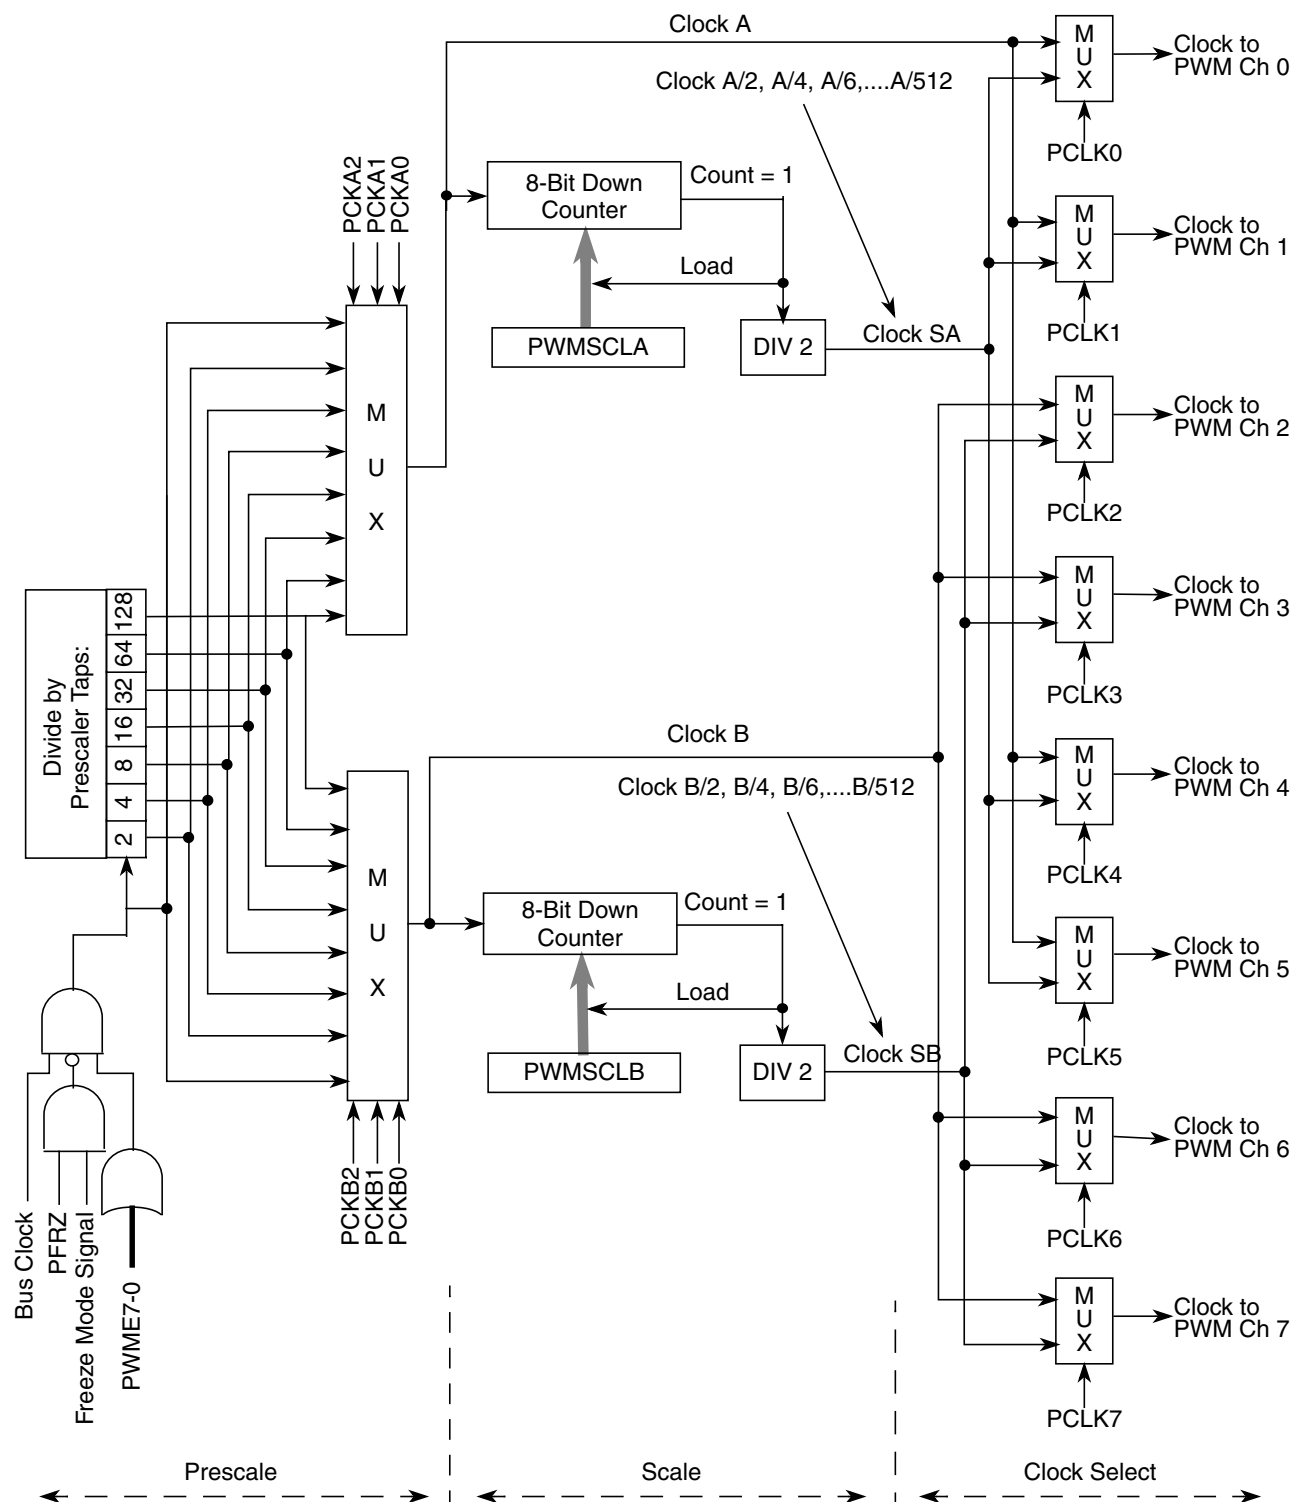 Clock A
Clock A/2, A/4, A/6,....A/512
M
U
X
Clock to
PWM Ch 0
PCLK0
PCKA2
PCKA1
PCKA0
8-Bit Down
Counter
Count = 1
Load
PWMSCLA
DIV 2
Clock SA
M
U
X
Clock to
PWM Ch 1
PCLK1
M
U
X
M
U
X
Clock to
PWM Ch 2
PCLK2
M
U
X
Clock to
PWM Ch 3
PCLK3
Divide by
Prescaler Taps:
128
64
32
16
8
4
2
Clock B
Clock B/2, B/4, B/6,....B/512
M
U
X
Clock to
PWM Ch 4
PCLK4
M
U
X
8-Bit Down
Counter
Count = 1
Load
PWMSCLB
DIV 2
Clock SB
M
U
X
Clock to
PWM Ch 5
PCLK5
PCKB2
PCKB1
PCKB0
M
U
X
Clock to
PWM Ch 6
PCLK6
Bus Clock
PFRZ
Freeze Mode Signal
PWME7-0
M
U
X
Clock to
PWM Ch 7
PCLK7
Prescale
Scale
Clock Select